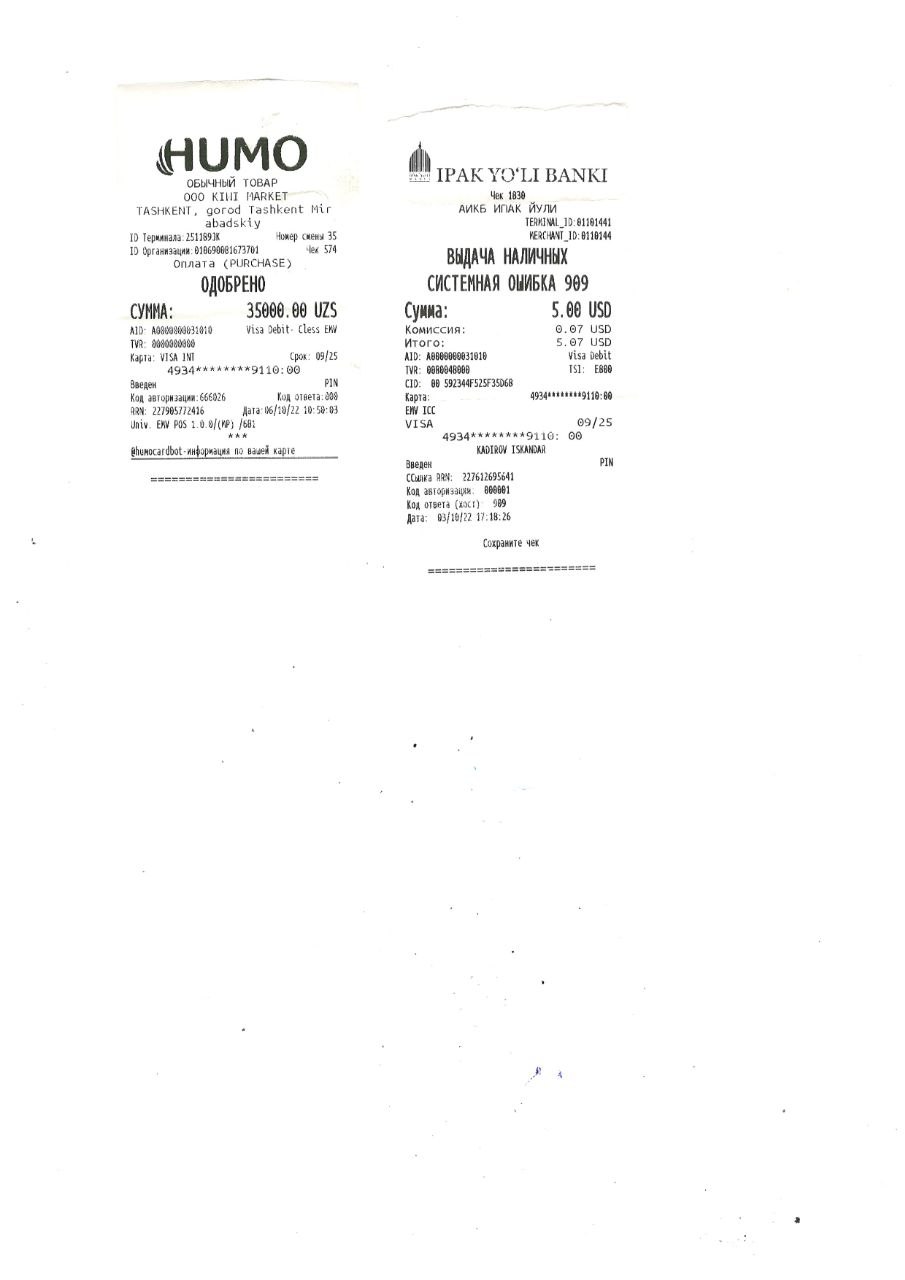 HUMO
ОБЫЧНЫЙ ТОВАР
ООО KIWI MARKET
TASHKENT, gorod Tashkent Mir
abadskiy
ID Терминала:2511893K Номер смены 35
ID Организации:010690081673701 Чек 574
Оплата (PURCHASE)
ОДОБРЕНО
СУММА: 35000.00 UZS
AID: A0000000031010 Visa Debit- Cless EMV
TVR: 0000000000
Карта: VISA INT Срок: 09/25
4934********9110:00
Введен PIN
Код авторизации:666026 Код ответа:000
RRN: 227905772416 Дата:06/10/22 10:50:03
Univ. EMV POS 1.0.0/(MP) /601
***
@humocardbot-информация по вашей карте
========================
IPAK YO'LI BANKI
Чек 1030
АИКБ ИПАК ЙУЛИ
TERMINAL_ID:01101441
MERCHANT_ID:0110144
ВЫДАЧА НАЛИЧНЫХ
СИСТЕМНАЯ ОШИБКА 909
Сумма: 5.00 USD
Комиссия: 0.07 USD
Итого: 5.07 USD
AID: A0000000031010 Visa Debit
TVR: 0080048000 TSI: E800
CID: 00 592344F525F35D68
Карта: 4934********9110:00
EMV ICC
VISA 09/25
4934********9110: 00
KADIROV ISKANDAR
Введен PIN
ССылка RRN: 227612695641
Код авторизации: 000001
Код ответа (хост) 909
Дата: 03/10/22 17:18:26
Сохраните чек
========================